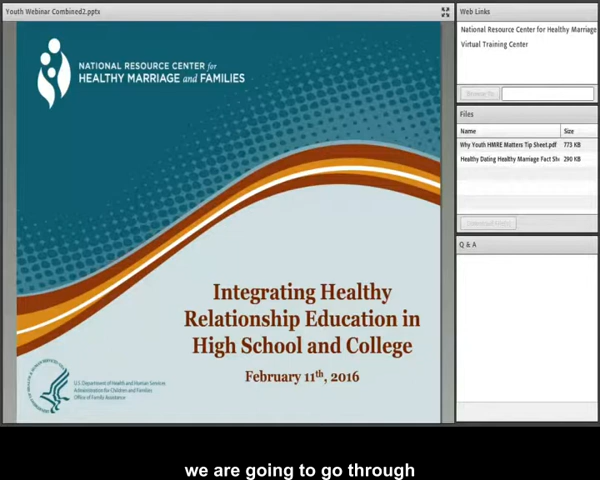 Youth Webinar Combined2.pptx
NATIONAL RESOURCE CENTER for
HEALTHY MARRIAGE and FAMILIES
Integrating Healthy
Relationship Education in
High School and College
February 11th, 2016
U.S. Department of Health and Human Services
Administration for Children and Families
Office of Family Assistance
Web Links
National Resource Center for Healthy Marriage
Virtual Training Center
Browse To
Files
Name Size
Why Youth HMRE Matters Tip Sheet.pdf 773 KB
Healthy Dating Healthy Marriage Fact She 290 KB
Q & A
we are going to go through